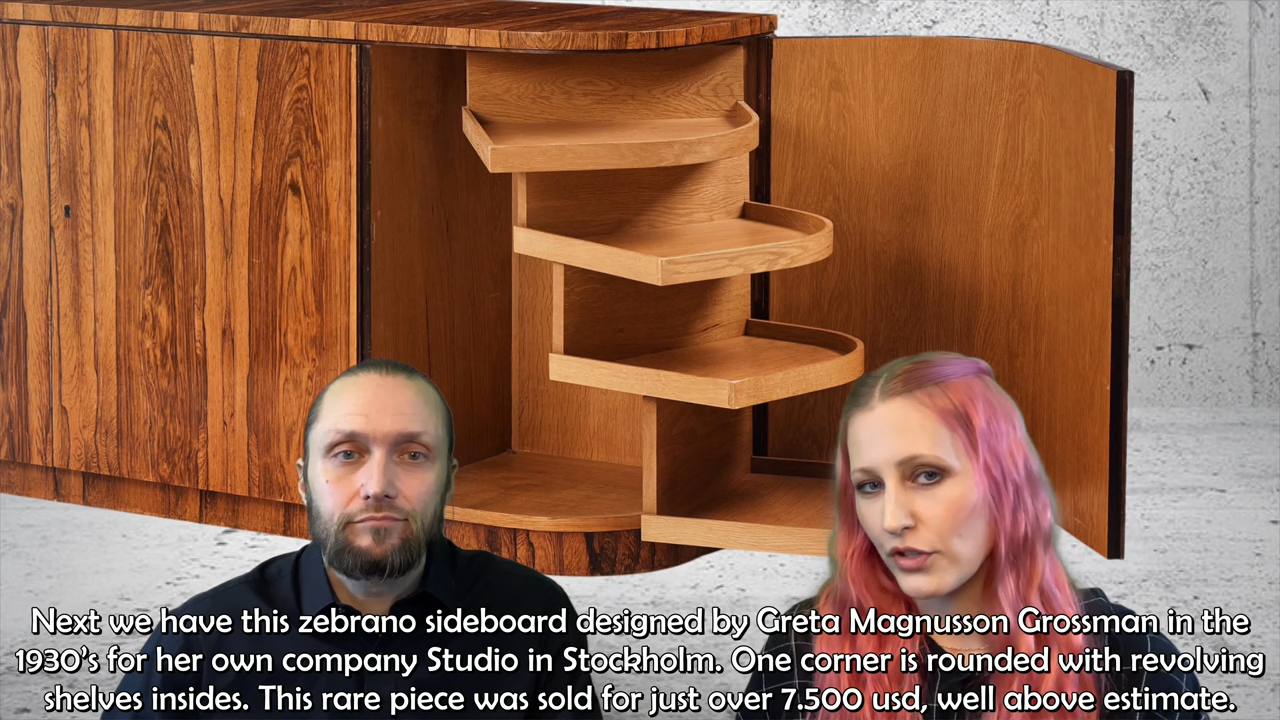 Next we have this zebrano sideboard designed by Greta Magnusson Grossman in the
1930's for her own company Studio in Stockholm. One corner is rounded with revolving
shelves insides. This rare piece was sold for just over 7.500 usd, well above estimate.